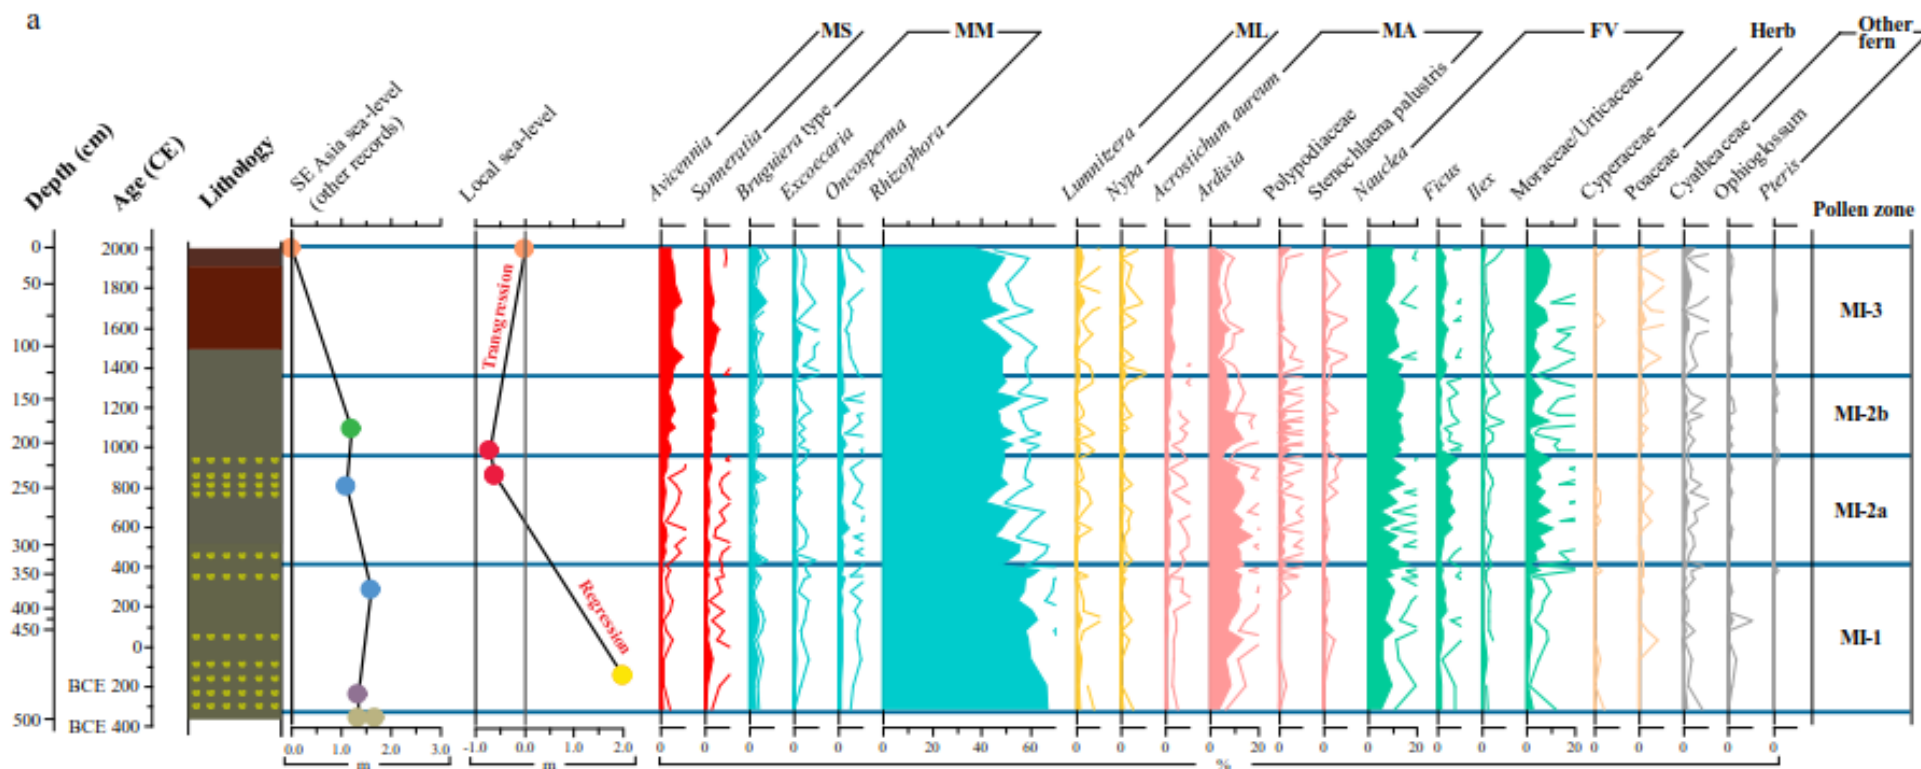 a
MS
MM
ML
MA
FV
Herb
Other
fern
Depth (cm)
Age (CE)
Lithology
SE Asia sea-level
(other records)
Local sea-level
Avicennia
Sonneratia
Bruguiera type
Excoecaria
Oncosperma
Rhizophora
Lumnitzera
Nypa
Acrostichum aureum
Ardisia
Polypodiaceae
Stenochlaena palustris
Nauclea
Ficus
Ilex
Moraceae/Urticaceae
Cyperaceae
Poaceae
Cyatheaceae
Ophioglossum
Pteris
Pollen zone
0
50
100
150
200
250
300
350
400
450
500
2000
1800
1600
1400
1200
1000
800
600
400
200
0
BCE 200
BCE 400
Transgression
Regression
MI-3
MI-2b
MI-2a
MI-1
0.0 1.0 2.0 3.0
m
-1.0 0.0 1.0 2.0
m
0 0 0 0 0 0 20 40 60 0 0 0 0 20 0 0 0 20 0 0 0 20 0 0 0 0 0
%